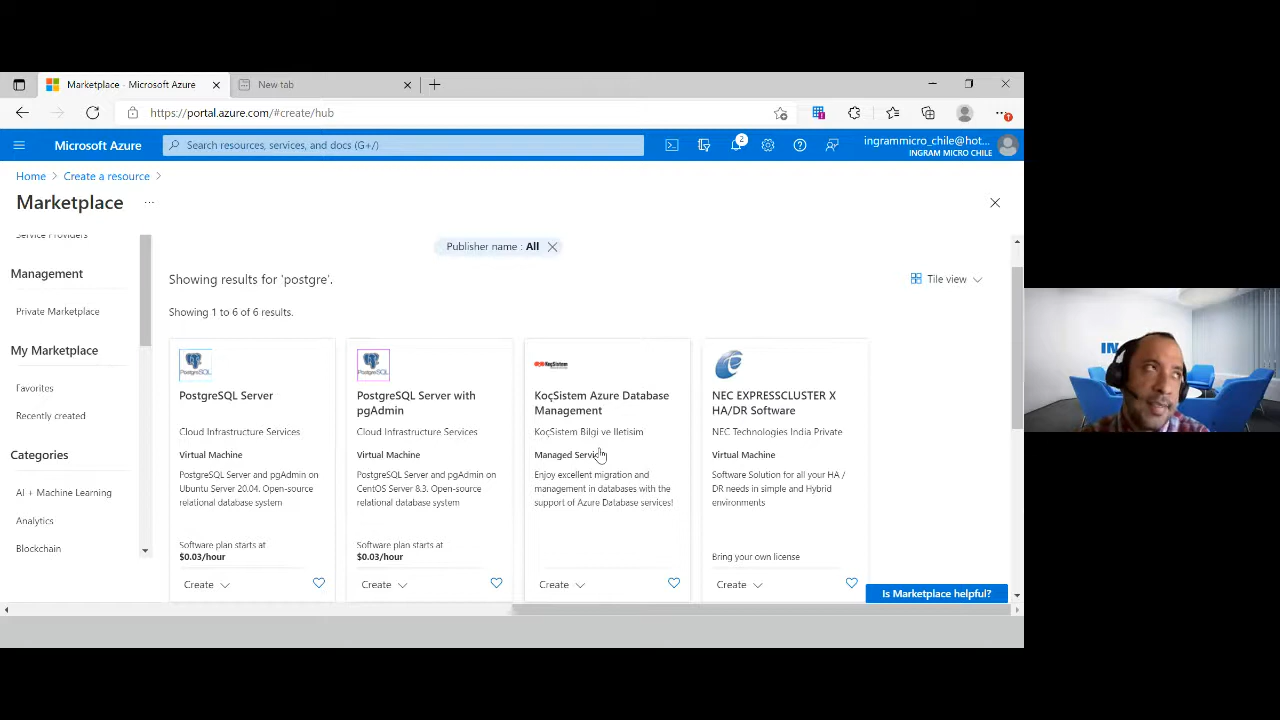 Marketplace - Microsoft Azure
New tab
https://portal.azure.com/#create/hub
Microsoft Azure
Search resources, services, and docs (G+/)
2
ingrammicro_chile@hot...
INGRAM MICRO CHILE
Home > Create a resource >
Marketplace ...
Service Providers
Management
Private Marketplace
My Marketplace
Favorites
Recently created
Categories
AI + Machine Learning
Analytics
Blockchain
Publisher name : All
Showing results for 'postgre'.
Tile view
Showing 1 to 6 of 6 results.
PostgreSQL
PostgreSQL Server
Cloud Infrastructure Services
Virtual Machine
PostgreSQL Server and pgAdmin on
Ubuntu Server 20.04. Open-source
relational database system
Software plan starts at
$0.03/hour
Create
PostgreSQL
PostgreSQL Server with
pgAdmin
Cloud Infrastructure Services
Virtual Machine
PostgreSQL Server and pgAdmin on
CentOS Server 8.3. Open-source
relational database system
Software plan starts at
$0.03/hour
Create
KoçSistem
KoçSistem Azure Database
Management
KoçSistem Bilgi ve Iletisim
Managed Services
Enjoy excellent migration and
management in databases with the
support of Azure Database services!
Create
NEC EXPRESSCLUSTER X
HA/DR Software
NEC Technologies India Private
Virtual Machine
Software Solution for all your HA /
DR needs in simple and Hybrid
environments
Bring your own license
Create
Is Marketplace helpful?
IN